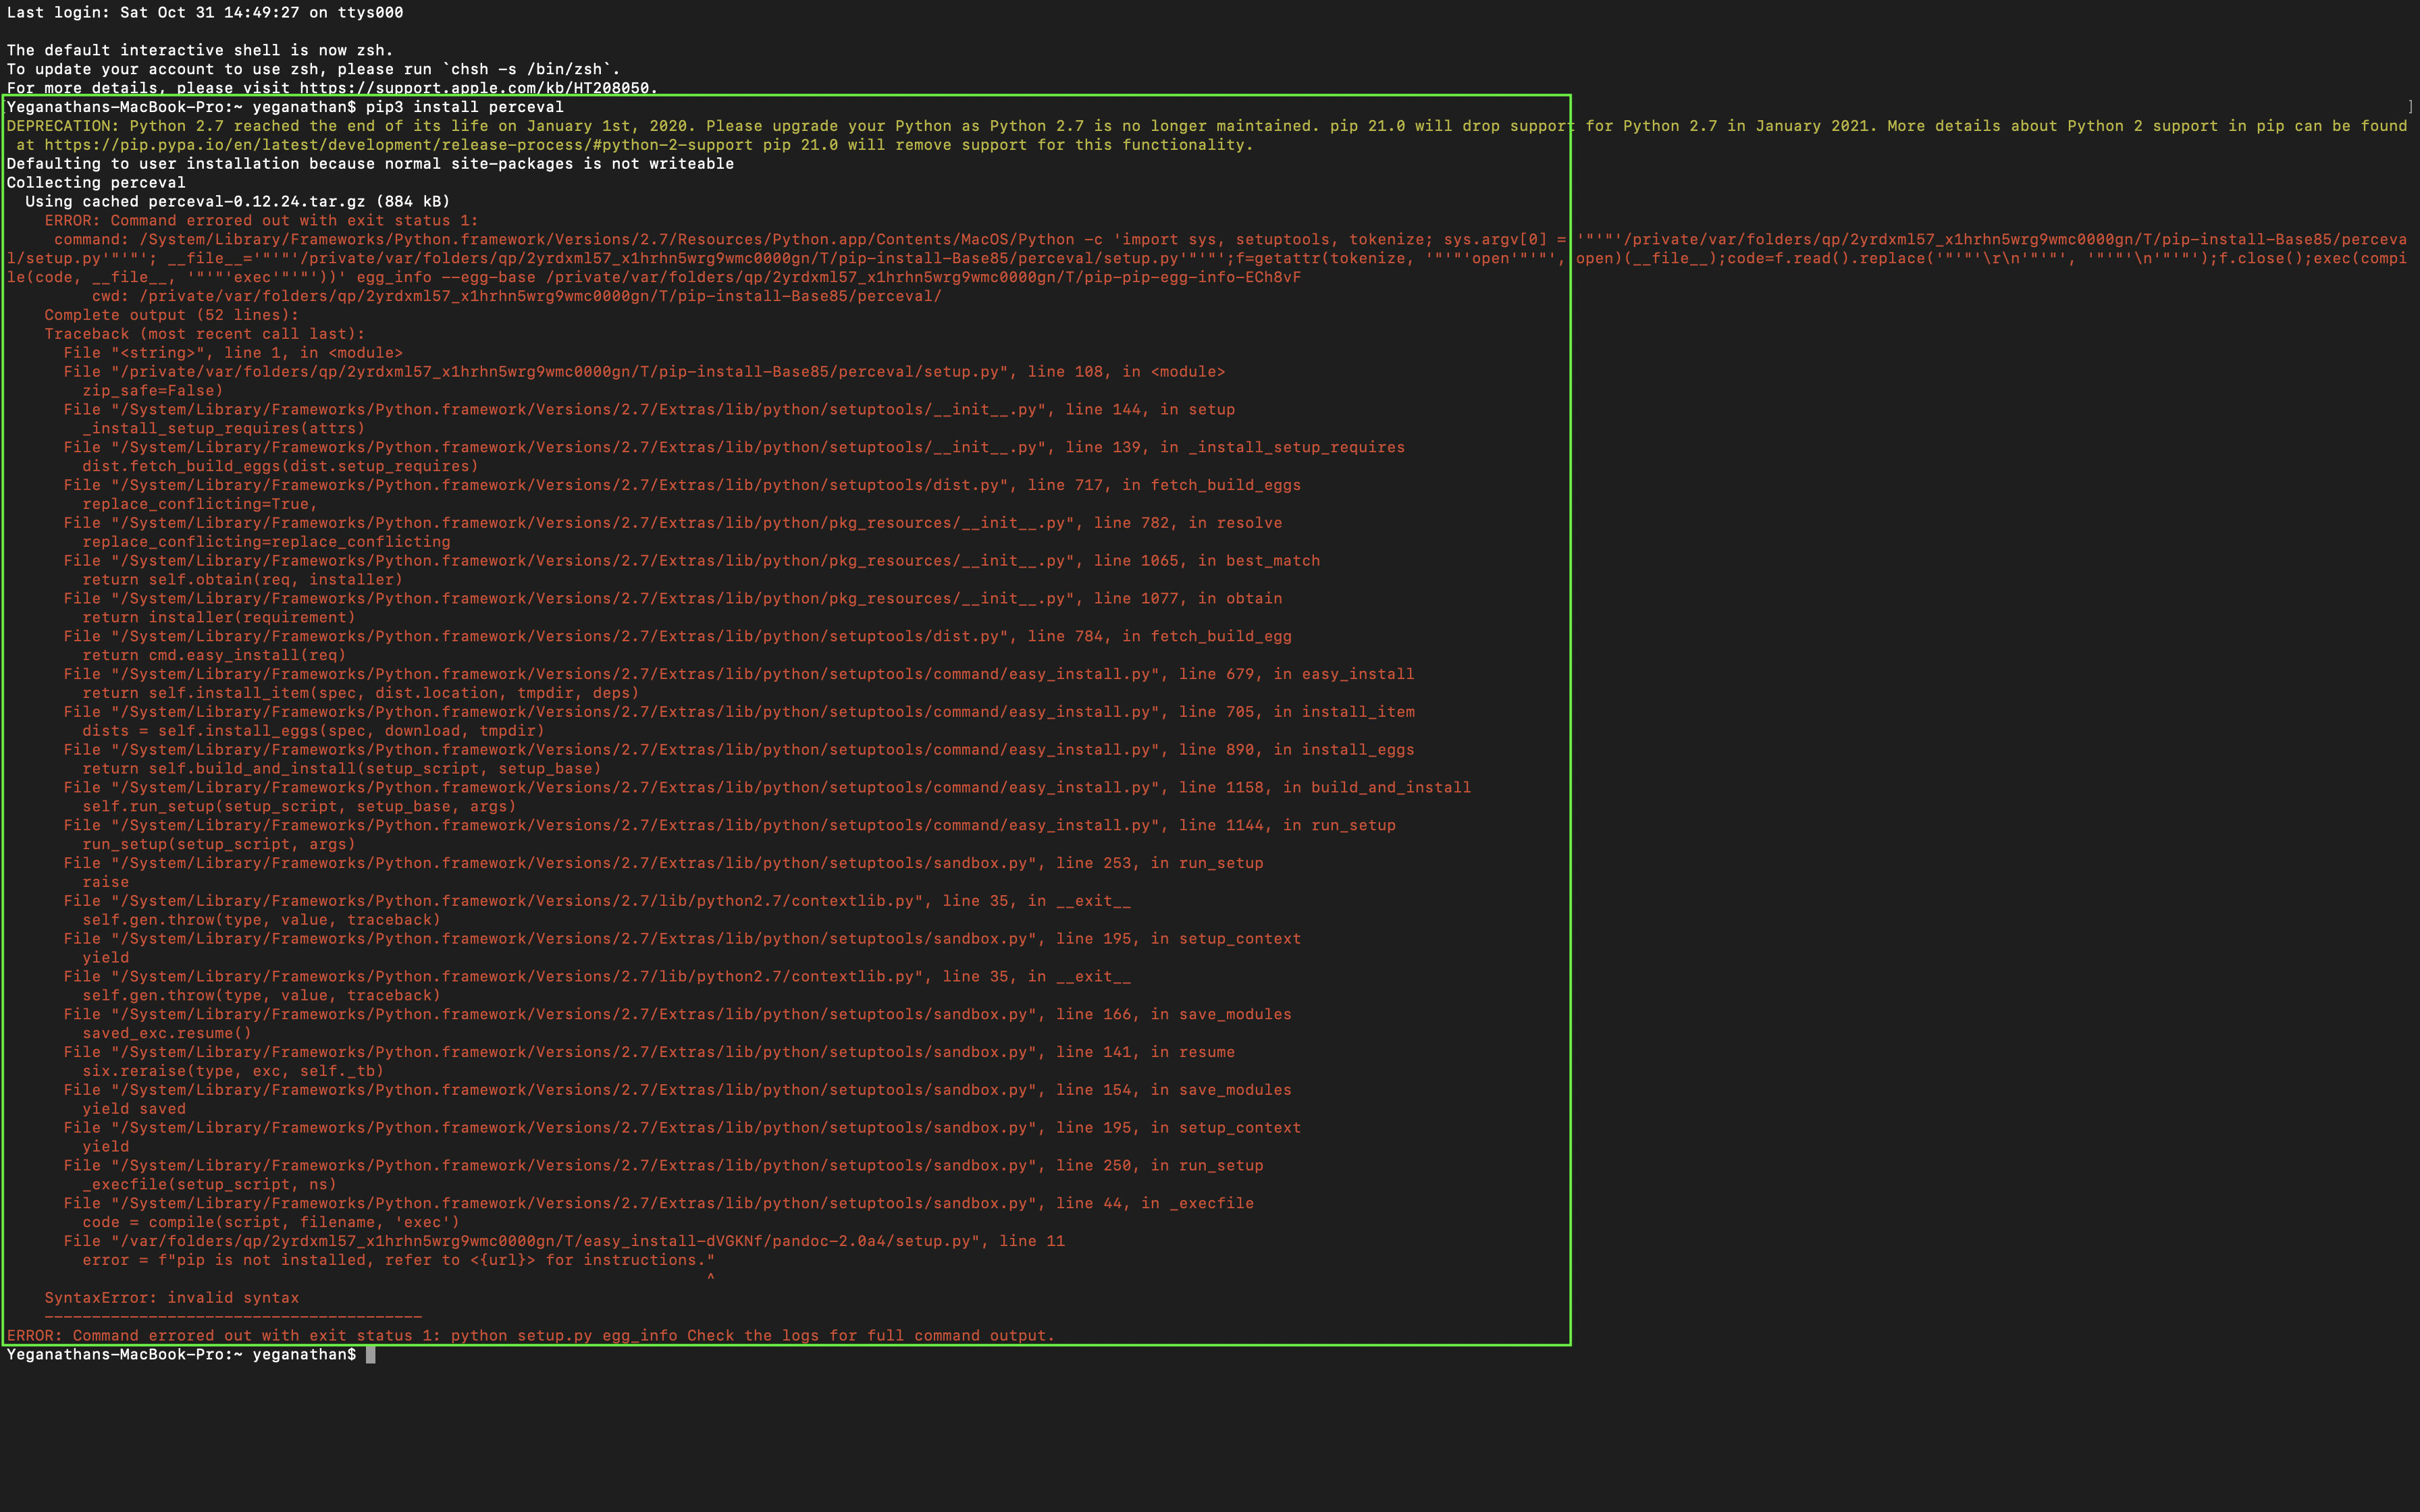 Last login: Sat Oct 31 14:49:27 on ttys000
The default interactive shell is now zsh.
To update your account to use zsh, please run `chsh -s /bin/zsh`.
For more details, please visit https://support.apple.com/kb/HT208050.
Yeganathans-MacBook-Pro:~ yeganathan$ pip3 install perceval ]
DEPRECATION: Python 2.7 reached the end of its life on January 1st, 2020. Please upgrade your Python as Python 2.7 is no longer maintained. pip 21.0 will drop support for Python 2.7 in January 2021. More details about Python 2 support in pip can be found
 at https://pip.pypa.io/en/latest/development/release-process/#python-2-support pip 21.0 will remove support for this functionality.
Defaulting to user installation because normal site-packages is not writeable
Collecting perceval
  Using cached perceval-0.12.24.tar.gz (884 kB)
    ERROR: Command errored out with exit status 1:
     command: /System/Library/Frameworks/Python.framework/Versions/2.7/Resources/Python.app/Contents/MacOS/Python -c 'import sys, setuptools, tokenize; sys.argv[0] = '"'"'/private/var/folders/qp/2yrdxml57_x1hrhn5wrg9wmc0000gn/T/pip-install-Base85/perceva
l/setup.py'"'"'; __file__='"'"'/private/var/folders/qp/2yrdxml57_x1hrhn5wrg9wmc0000gn/T/pip-install-Base85/perceval/setup.py'"'"';f=getattr(tokenize, '"'"'open'"'"', open)(__file__);code=f.read().replace('"'"'\r\n'"'"', '"'"'\n'"'"');f.close();exec(compi
le(code, __file__, '"'"'exec'"'"'))' egg_info --egg-base /private/var/folders/qp/2yrdxml57_x1hrhn5wrg9wmc0000gn/T/pip-pip-egg-info-ECh8vF
         cwd: /private/var/folders/qp/2yrdxml57_x1hrhn5wrg9wmc0000gn/T/pip-install-Base85/perceval/
    Complete output (52 lines):
    Traceback (most recent call last):
      File "<string>", line 1, in <module>
      File "/private/var/folders/qp/2yrdxml57_x1hrhn5wrg9wmc0000gn/T/pip-install-Base85/perceval/setup.py", line 108, in <module>
        zip_safe=False)
      File "/System/Library/Frameworks/Python.framework/Versions/2.7/Extras/lib/python/setuptools/__init__.py", line 144, in setup
        _install_setup_requires(attrs)
      File "/System/Library/Frameworks/Python.framework/Versions/2.7/Extras/lib/python/setuptools/__init__.py", line 139, in _install_setup_requires
        dist.fetch_build_eggs(dist.setup_requires)
      File "/System/Library/Frameworks/Python.framework/Versions/2.7/Extras/lib/python/setuptools/dist.py", line 717, in fetch_build_eggs
        replace_conflicting=True,
      File "/System/Library/Frameworks/Python.framework/Versions/2.7/Extras/lib/python/pkg_resources/__init__.py", line 782, in resolve
        replace_conflicting=replace_conflicting
      File "/System/Library/Frameworks/Python.framework/Versions/2.7/Extras/lib/python/pkg_resources/__init__.py", line 1065, in best_match
        return self.obtain(req, installer)
      File "/System/Library/Frameworks/Python.framework/Versions/2.7/Extras/lib/python/pkg_resources/__init__.py", line 1077, in obtain
        return installer(requirement)
      File "/System/Library/Frameworks/Python.framework/Versions/2.7/Extras/lib/python/setuptools/dist.py", line 784, in fetch_build_egg
        return cmd.easy_install(req)
      File "/System/Library/Frameworks/Python.framework/Versions/2.7/Extras/lib/python/setuptools/command/easy_install.py", line 679, in easy_install
        return self.install_item(spec, dist.location, tmpdir, deps)
      File "/System/Library/Frameworks/Python.framework/Versions/2.7/Extras/lib/python/setuptools/command/easy_install.py", line 705, in install_item
        dists = self.install_eggs(spec, download, tmpdir)
      File "/System/Library/Frameworks/Python.framework/Versions/2.7/Extras/lib/python/setuptools/command/easy_install.py", line 890, in install_eggs
        return self.build_and_install(setup_script, setup_base)
      File "/System/Library/Frameworks/Python.framework/Versions/2.7/Extras/lib/python/setuptools/command/easy_install.py", line 1158, in build_and_install
        self.run_setup(setup_script, setup_base, args)
      File "/System/Library/Frameworks/Python.framework/Versions/2.7/Extras/lib/python/setuptools/command/easy_install.py", line 1144, in run_setup
        run_setup(setup_script, args)
      File "/System/Library/Frameworks/Python.framework/Versions/2.7/Extras/lib/python/setuptools/sandbox.py", line 253, in run_setup
        raise
      File "/System/Library/Frameworks/Python.framework/Versions/2.7/lib/python2.7/contextlib.py", line 35, in __exit__
        self.gen.throw(type, value, traceback)
      File "/System/Library/Frameworks/Python.framework/Versions/2.7/Extras/lib/python/setuptools/sandbox.py", line 195, in setup_context
        yield
      File "/System/Library/Frameworks/Python.framework/Versions/2.7/lib/python2.7/contextlib.py", line 35, in __exit__
        self.gen.throw(type, value, traceback)
      File "/System/Library/Frameworks/Python.framework/Versions/2.7/Extras/lib/python/setuptools/sandbox.py", line 166, in save_modules
        saved_exc.resume()
      File "/System/Library/Frameworks/Python.framework/Versions/2.7/Extras/lib/python/setuptools/sandbox.py", line 141, in resume
        six.reraise(type, exc, self._tb)
      File "/System/Library/Frameworks/Python.framework/Versions/2.7/Extras/lib/python/setuptools/sandbox.py", line 154, in save_modules
        yield saved
      File "/System/Library/Frameworks/Python.framework/Versions/2.7/Extras/lib/python/setuptools/sandbox.py", line 195, in setup_context
        yield
      File "/System/Library/Frameworks/Python.framework/Versions/2.7/Extras/lib/python/setuptools/sandbox.py", line 250, in run_setup
        _execfile(setup_script, ns)
      File "/System/Library/Frameworks/Python.framework/Versions/2.7/Extras/lib/python/setuptools/sandbox.py", line 44, in _execfile
        code = compile(script, filename, 'exec')
      File "/var/folders/qp/2yrdxml57_x1hrhn5wrg9wmc0000gn/T/easy_install-dVGKNf/pandoc-2.0a4/setup.py", line 11
        error = f"pip is not installed, refer to <{url}> for instructions."
                                                                          ^
    SyntaxError: invalid syntax
    ----------------------------------------
ERROR: Command errored out with exit status 1: python setup.py egg_info Check the logs for full command output.
Yeganathans-MacBook-Pro:~ yeganathan$